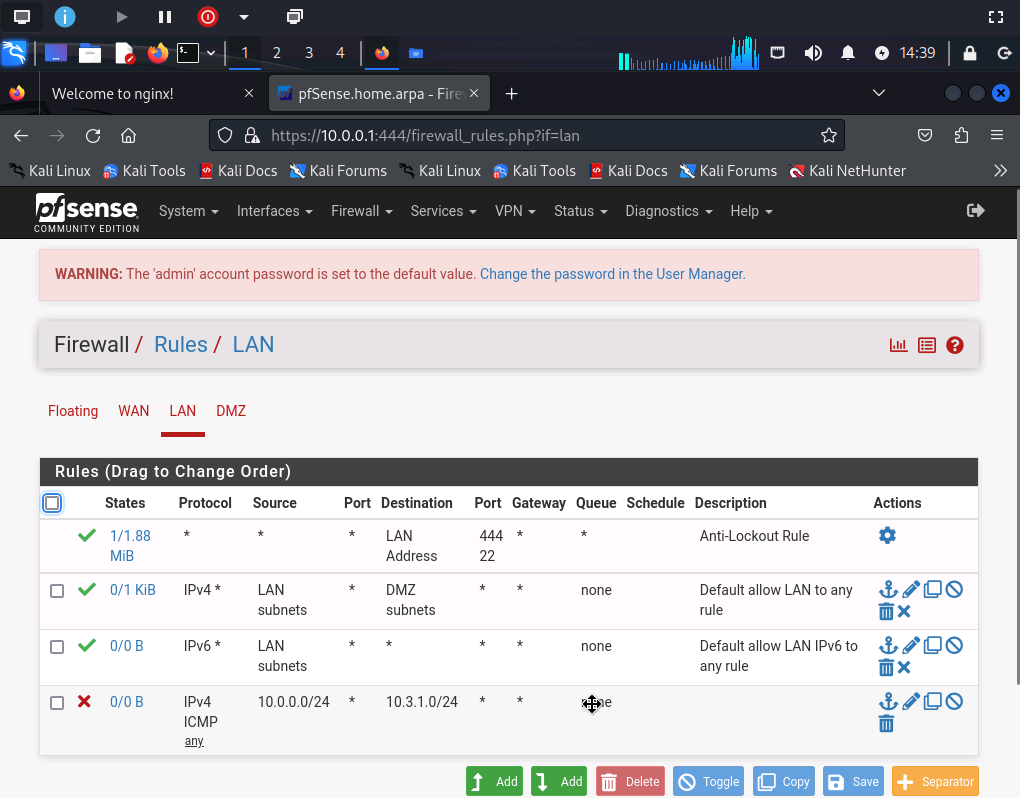 1 2 3 4 14:39
Welcome to nginx! pfSense.home.arpa - Firew
https://10.0.0.1:444/firewall_rules.php?if=lan
Kali Linux Kali Tools Kali Docs Kali Forums Kali Linux Kali Tools Kali Docs Kali Forums Kali NetHunter
pfsense
COMMUNITY EDITION
System Interfaces Firewall Services VPN Status Diagnostics Help
WARNING: The 'admin' account password is set to the default value. Change the password in the User Manager.
Firewall / Rules / LAN
Floating WAN LAN DMZ
Rules (Drag to Change Order)
States Protocol Source Port Destination Port Gateway Queue Schedule Description Actions
1/1.88 * * * LAN 444 * * Anti-Lockout Rule
MiB Address 22
0/1 KiB IPv4 * LAN * DMZ * * none Default allow LAN to any
subnets subnets rule
0/0 B IPv6 * LAN * * * * none Default allow LAN IPv6 to
subnets any rule
0/0 B IPv4 10.0.0.0/24 * 10.3.1.0/24 * *
ICMP
any
Add Add Delete Toggle Copy Save Separator